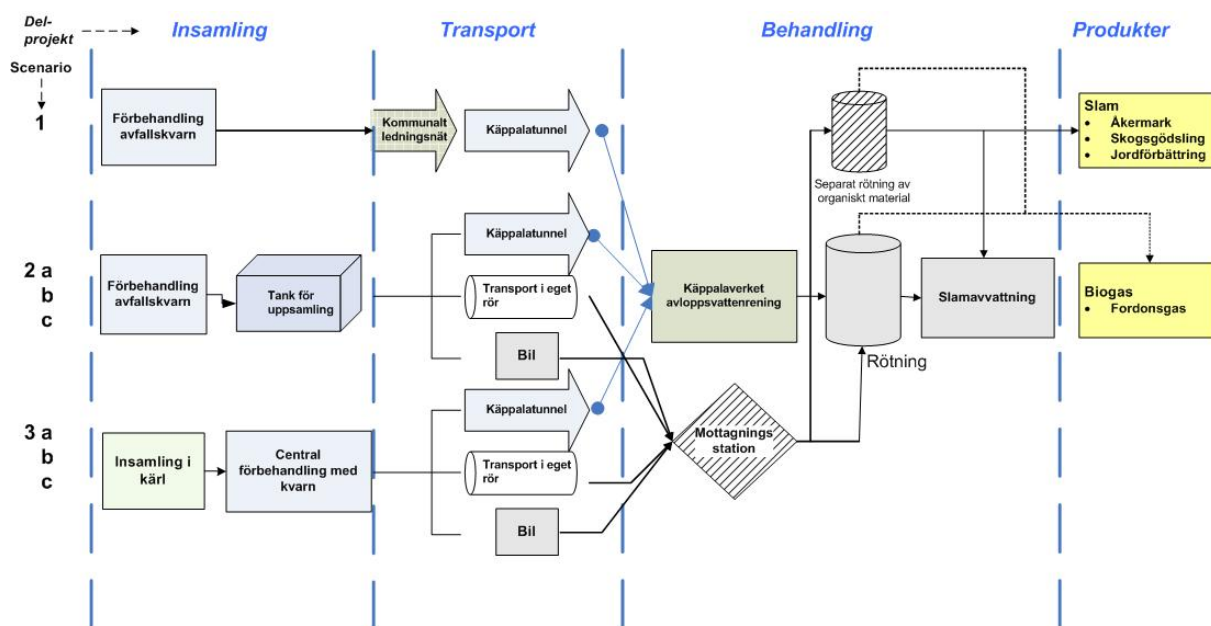 Del-
projekt
Insamling
Transport
Behandling
Produkter
Scenario
1
Förbehandling
avfallskvarn
Kommunalt
ledningsnät
Käppalatunnel
Separat rötning av
organiskt material
Slam
• Åkermark
• Skogsgödsling
• Jordförbättring
2 a
b
c
Förbehandling
avfallskvarn
Tank för
uppsamling
Käppalatunnel
Transport i eget
rör
Bil
Käppalaverket
avloppsvattenrening
Rötning
Slamavvattning
Biogas
• Fordonsgas
3 a
b
c
Insamling i
kärl
Central
förbehandling med
kvarn
Käppalatunnel
Transport i eget
rör
Bil
Mottagnings
station